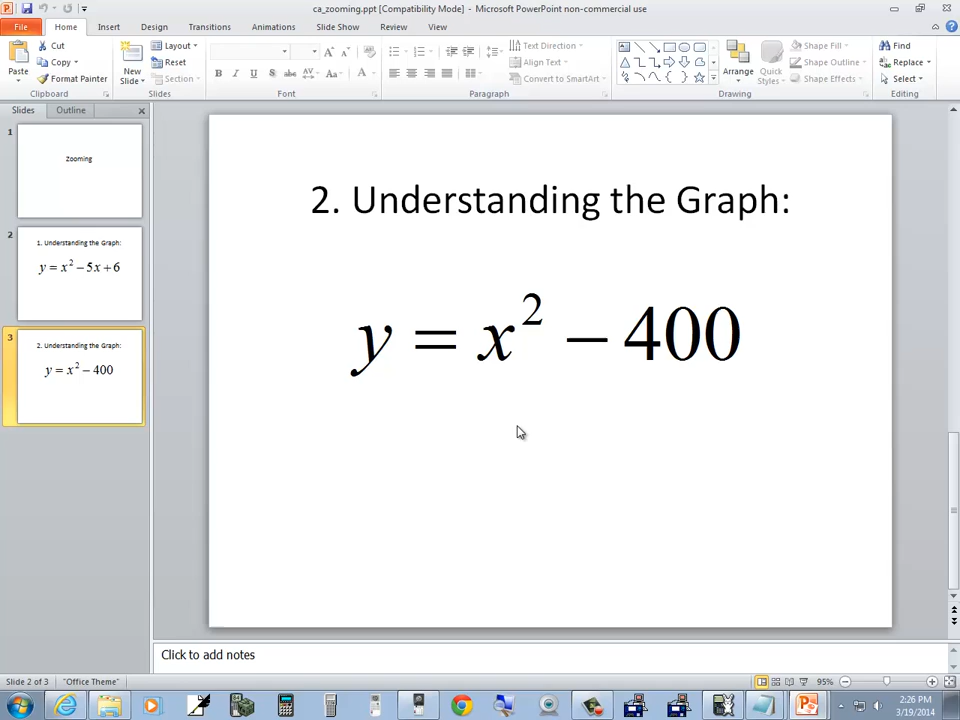 ca_zooming.ppt [Compatibility Mode] - Microsoft PowerPoint non-commercial use
File Home Insert Design Transitions Animations Slide Show Review View
Paste Cut Copy Format Painter Clipboard
New Slide Layout Reset Section Slides
B I U S abc AV Aa A Font
Text Direction Align Text Convert to SmartArt Paragraph
Arrange Quick Styles Shape Fill Shape Outline Shape Effects Drawing
Find Replace Select Editing
Slides Outline
1
Zooming
2
1. Understanding the Graph:
y = x² − 5x + 6
3
2. Understanding the Graph:
y = x² − 400
2. Understanding the Graph:
y = x² − 400
Click to add notes
Slide 2 of 3 "Office Theme" 95%
2:26 PM
3/19/2014